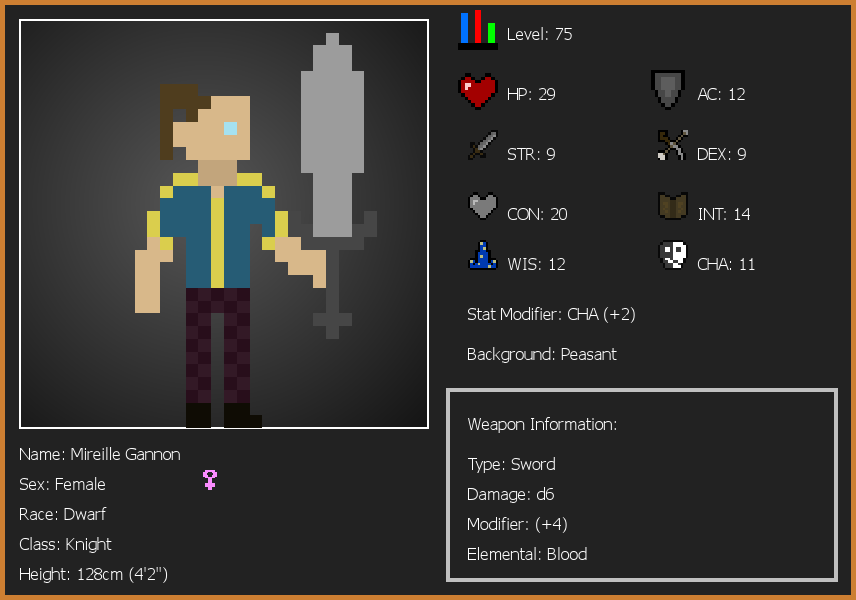 Level: 75
HP: 29
AC: 12
STR: 9
DEX: 9
CON: 20
INT: 14
WIS: 12
CHA: 11
Stat Modifier: CHA (+2)
Background: Peasant
Weapon Information:
Type: Sword
Damage: d6
Modifier: (+4)
Elemental: Blood
Name: Mireille Gannon
Sex: Female
Race: Dwarf
Class: Knight
Height: 128cm (4'2")